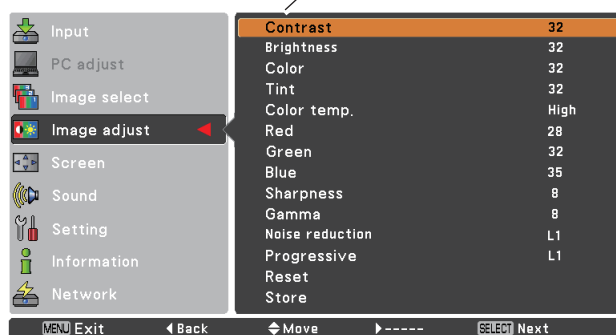 Input
PC adjust
Image select
Image adjust
Screen
Sound
Setting
Information
Network
Contrast 32
Brightness 32
Color 32
Tint 32
Color temp. High
Red 28
Green 32
Blue 35
Sharpness 8
Gamma 8
Noise reduction L1
Progressive L1
Reset
Store
MENU Exit Back Move ----- SELECT Next